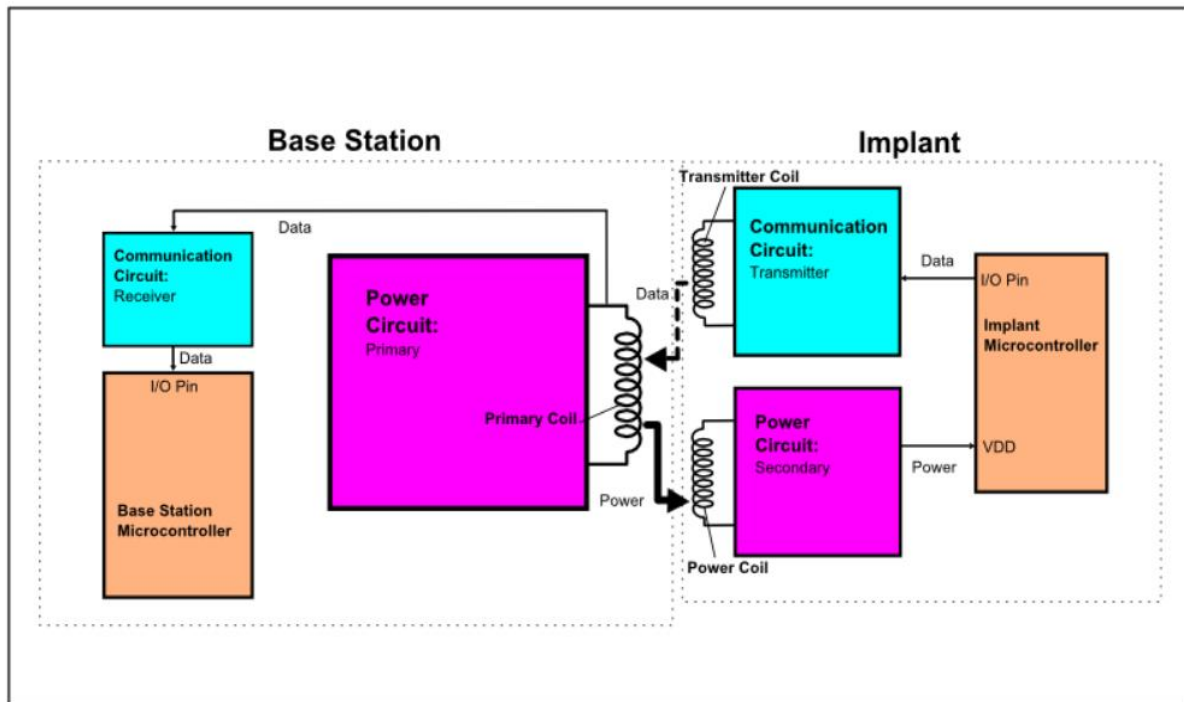 Base Station
Implant
Transmitter Coil
Data
Communication
Circuit:
Receiver
Data
I/O Pin
Base Station
Microcontroller
Power
Circuit:
Primary
Primary Coil
Data
Power
Communication
Circuit:
Transmitter
Data
I/O Pin
Implant
Microcontroller
VDD
Power
Circuit:
Secondary
Power
Power Coil